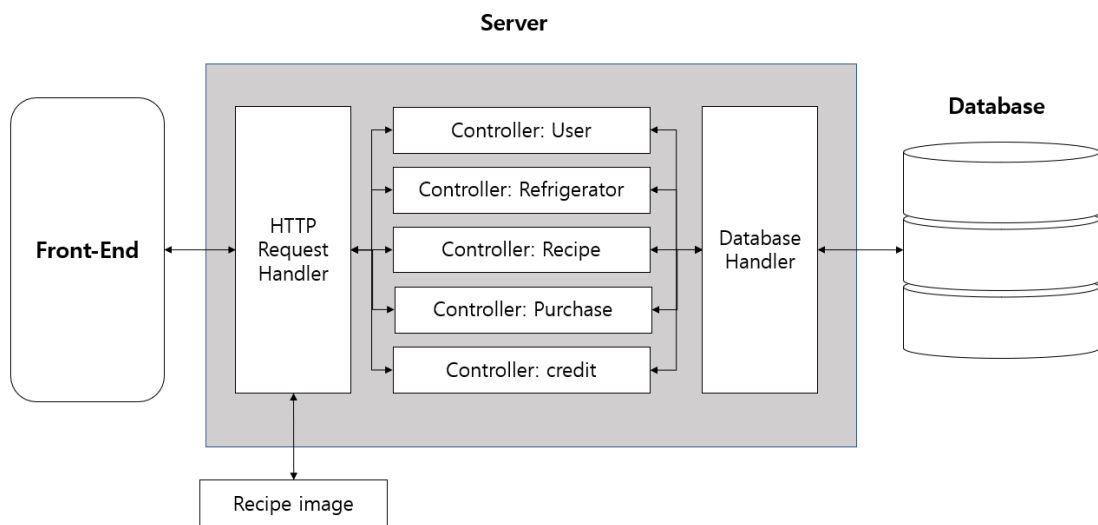 Server
Front-End
HTTP
Request
Handler
Controller: User
Controller: Refrigerator
Controller: Recipe
Controller: Purchase
Controller: credit
Database
Handler
Database
Recipe image